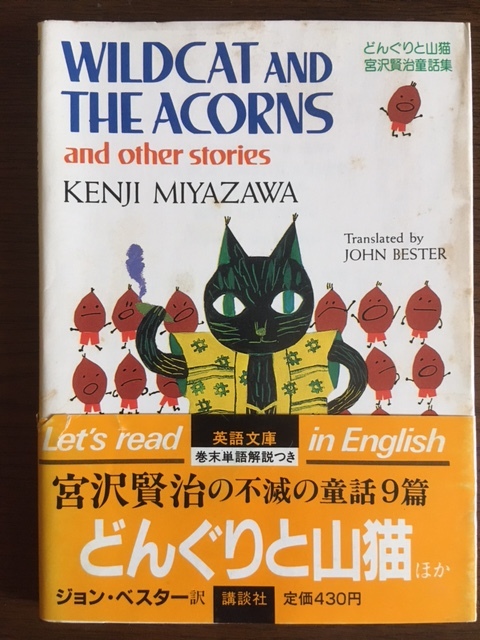 WILDCAT AND
THE ACORNS
and other stories
KENJI MIYAZAWA
どんぐりと山猫
宮沢賢治童話集
Translated by
JOHN BESTER
Let's read
英語文庫
巻末単語解説つき
in English
宮沢賢治の不滅の童話9篇
どんぐりと山猫ほか
ジョン・ベスター訳 講談社 定価430円